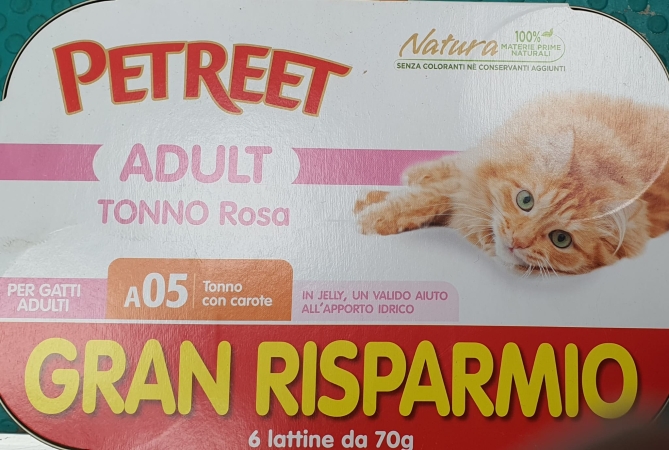 PETREET
Natura
100%
MATERIE PRIME
NATURALI
SENZA COLORANTI NÈ CONSERVANTI AGGIUNTI
ADULT
TONNO Rosa
PER GATTI
ADULTI
A05
Tonno
con carote
IN JELLY, UN VALIDO AIUTO
ALL'APPORTO IDRICO
GRAN RISPARMIO
6 lattine da 70g